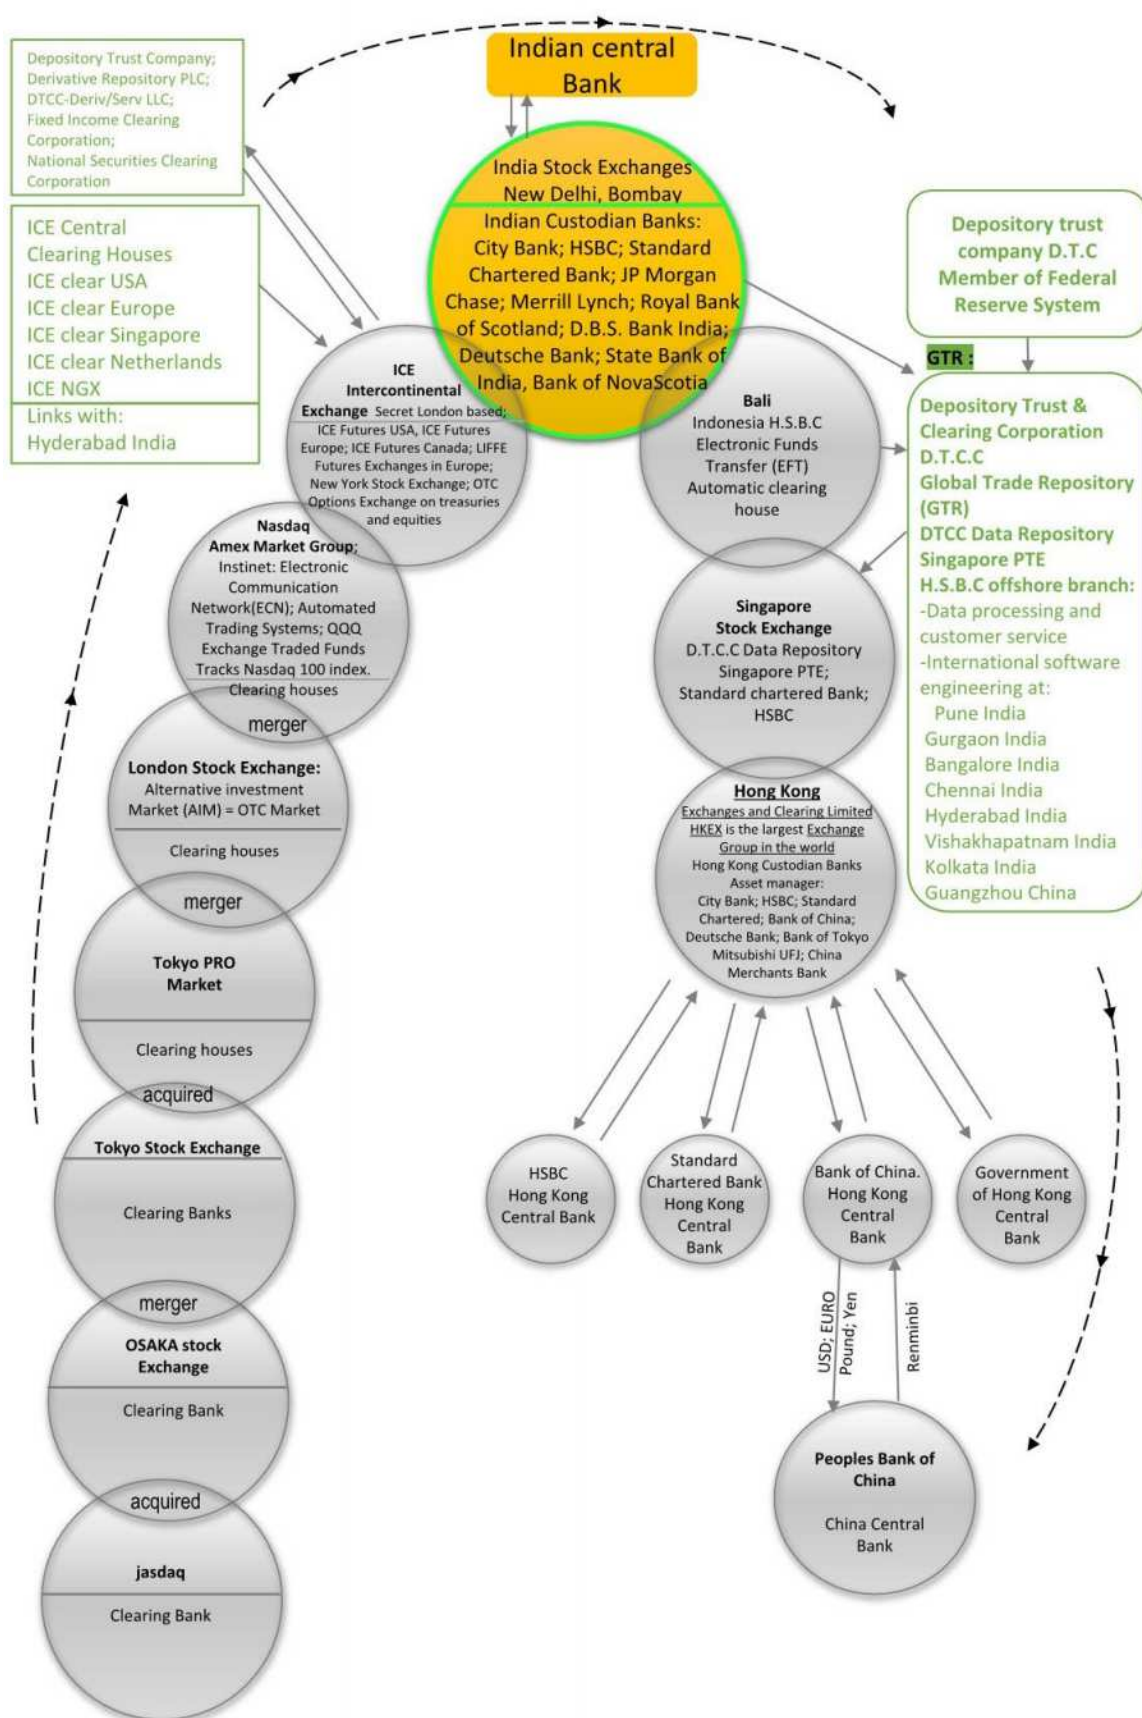 Indian central
Bank
Depository Trust Company;
Derivative Repository PLC;
DTCC-Deriv/Serv LLC;
Fixed Income Clearing
Corporation;
National Securities Clearing
Corporation
ICE Central
Clearing Houses
ICE clear USA
ICE clear Europe
ICE clear Singapore
ICE clear Netherlands
ICE NGX
Links with:
Hyderabad India
India Stock Exchanges
New Delhi, Bombay
Indian Custodian Banks:
City Bank; HSBC; Standard
Chartered Bank; JP Morgan
Chase; Merrill Lynch; Royal Bank
of Scotland; D.B.S. Bank India;
Deutsche Bank; State Bank of
India, Bank of NovaScotia
Depository trust
company D.T.C
Member of Federal
Reserve System
GTR :
Depository Trust &
Clearing Corporation
D.T.C.C
Global Trade Repository
(GTR)
DTCC Data Repository
Singapore PTE
H.S.B.C offshore branch:
-Data processing and
customer service
-International software
engineering at:
Pune India
Gurgaon India
Bangalore India
Chennai India
Hyderabad India
Vishakhapatnam India
Kolkata India
Guangzhou China
ICE
Intercontinental
Exchange Secret London based;
ICE Futures USA, ICE Futures
Europe; ICE Futures Canada; LIFFE
Futures Exchanges in Europe;
New York Stock Exchange; OTC
Options Exchange on treasuries
and equities
Nasdaq
Amex Market Group;
Instinet: Electronic
Communication
Network(ECN); Automated
Trading Systems; QQQ
Exchange Traded Funds
Tracks Nasdaq 100 index.
Clearing houses
merger
London Stock Exchange:
Alternative investment
Market (AIM) = OTC Market
Clearing houses
merger
Tokyo PRO
Market
Clearing houses
acquired
Tokyo Stock Exchange
Clearing Banks
merger
OSAKA stock
Exchange
Clearing Bank
acquired
jasdaq
Clearing Bank
Bali
Indonesia H.S.B.C
Electronic Funds
Transfer (EFT)
Automatic clearing
house
Singapore
Stock Exchange
D.T.C.C Data Repository
Singapore PTE;
Standard chartered Bank;
HSBC
Hong Kong
Exchanges and Clearing Limited
HKEX is the largest Exchange
Group in the world
Hong Kong Custodian Banks
Asset manager:
City Bank; HSBC; Standard
Chartered; Bank of China;
Deutsche Bank; Bank of Tokyo
Mitsubishi UFJ; China
Merchants Bank
HSBC
Hong Kong
Central Bank
Standard
Chartered Bank
Hong Kong
Central
Bank
Bank of China.
Hong Kong
Central
Bank
Government
of Hong Kong
Central
Bank
USD; EURO
Pound; Yen
Renminbi
Peoples Bank of
China
China Central
Bank